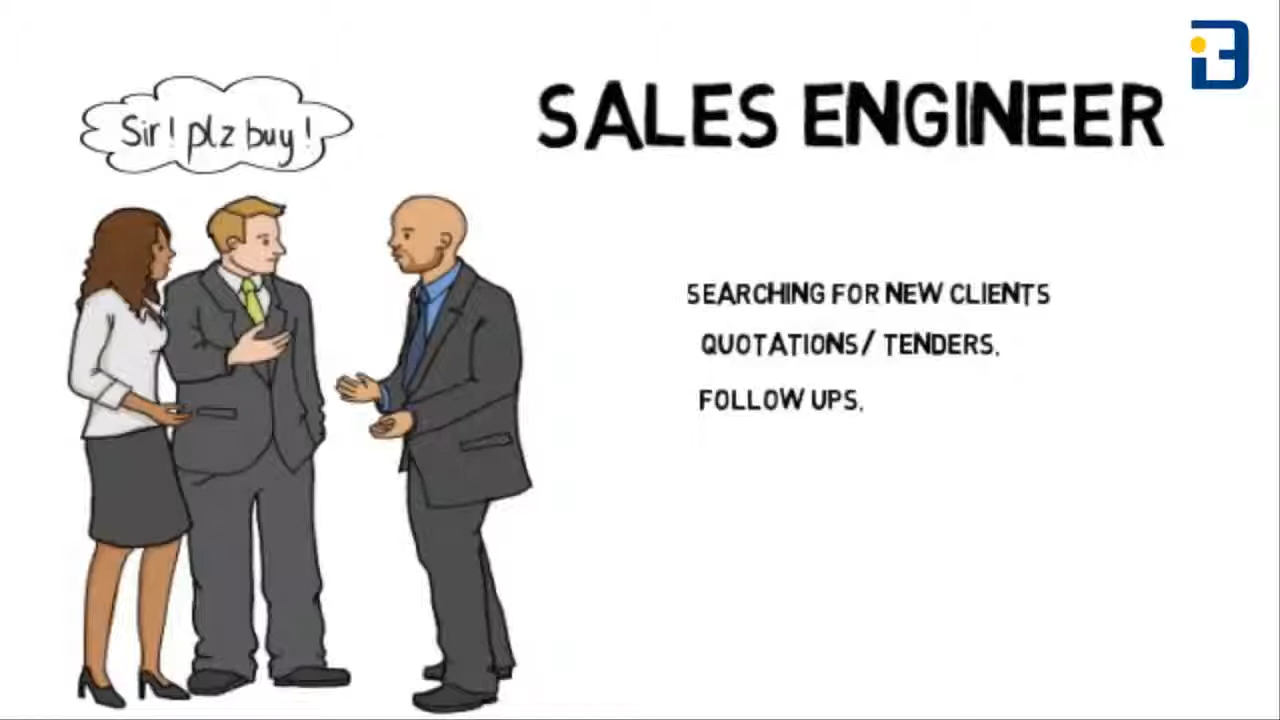 Sir! plz buy!
SALES ENGINEER
SEARCHING FOR NEW CLIENTS
QUOTATIONS/ TENDERS.
FOLLOW UPS.